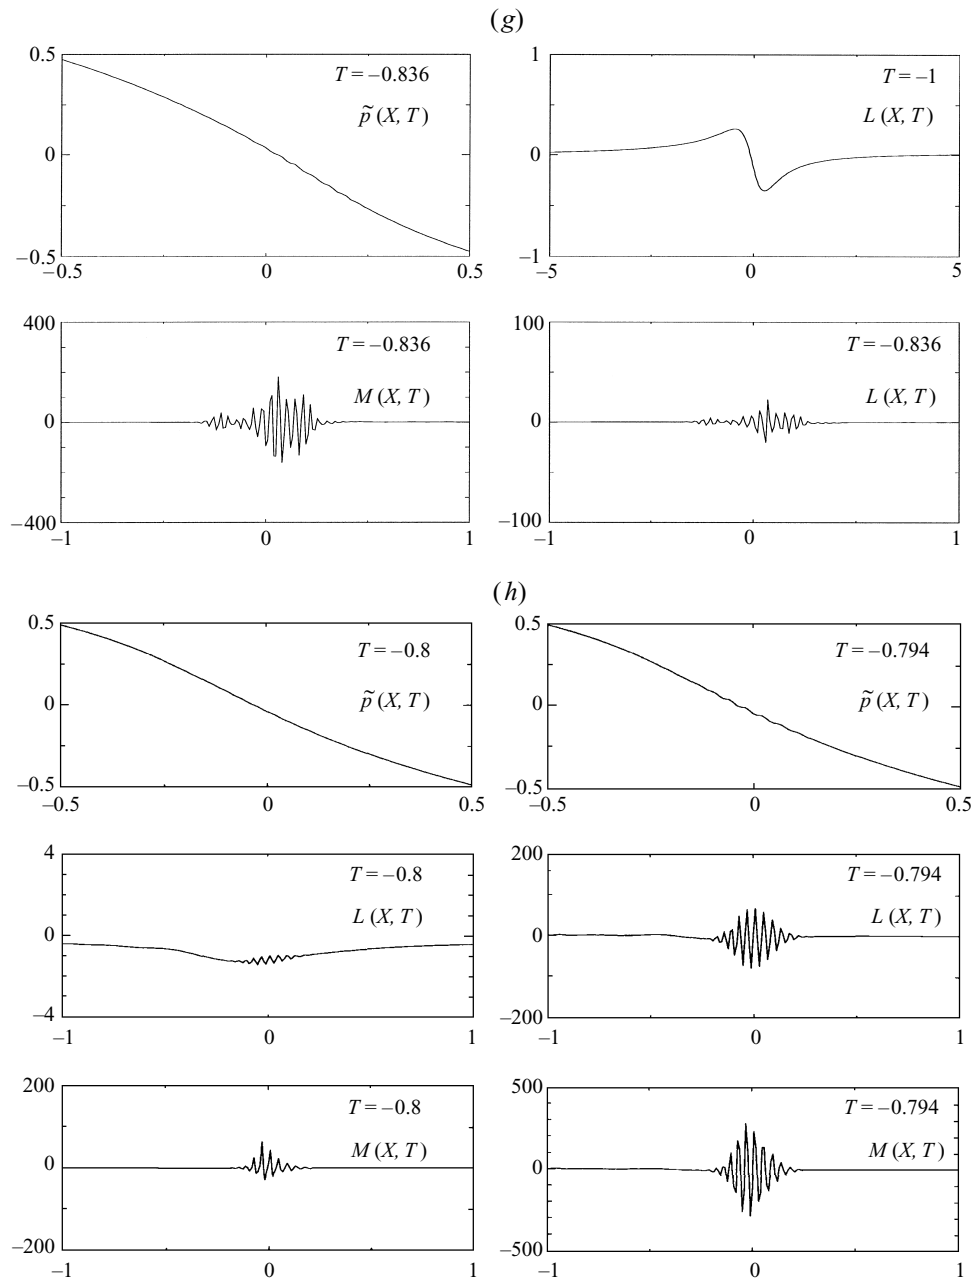 (g)
0.5
T = –0.836
p̃ (X, T)
0
–0.5
–0.5
0
0.5
1
T = –1
L (X, T)
0
–1
–5
0
5
400
T = –0.836
M (X, T)
0
–400
–1
0
1
100
T = –0.836
L (X, T)
0
–100
–1
0
1
(h)
0.5
T = –0.8
p̃ (X, T)
0
–0.5
–0.5
0
0.5
0.5
T = –0.794
p̃ (X, T)
0
–0.5
–0.5
0
0.5
4
T = –0.8
L (X, T)
0
–4
–1
0
1
200
T = –0.794
L (X, T)
0
–200
–1
0
1
200
T = –0.8
M (X, T)
0
–200
–1
0
1
500
T = –0.794
M (X, T)
0
–500
–1
0
1